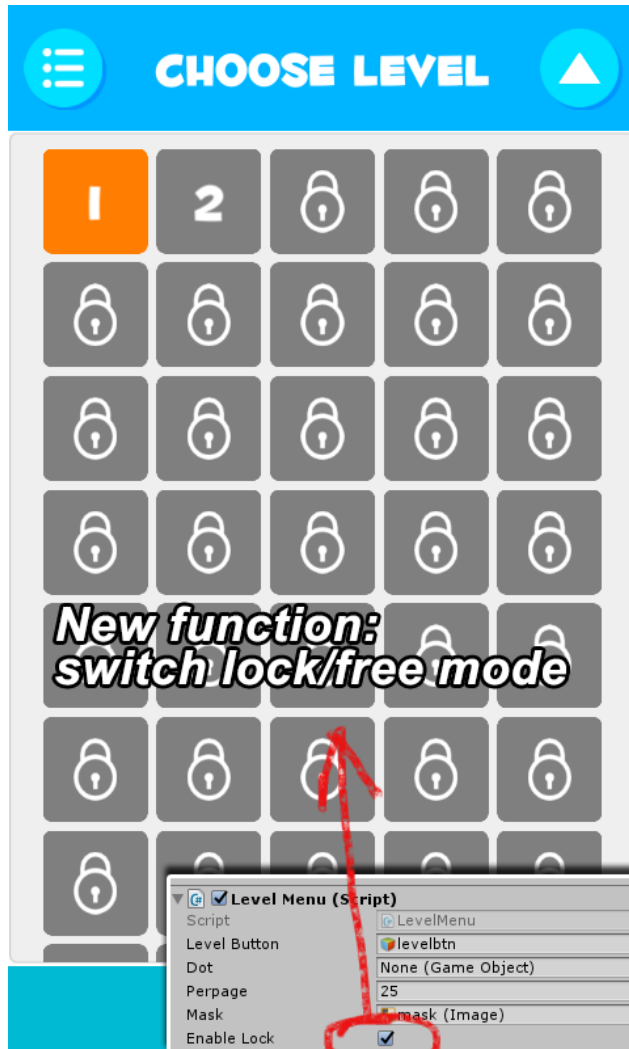 CHOOSE LEVEL
1 2
New function:
switch lock/free mode
Level Menu (Script)
Script LevelMenu
Level Button levelbtn
Dot None (Game Object)
Perpage 25
Mask mask (Image)
Enable Lock